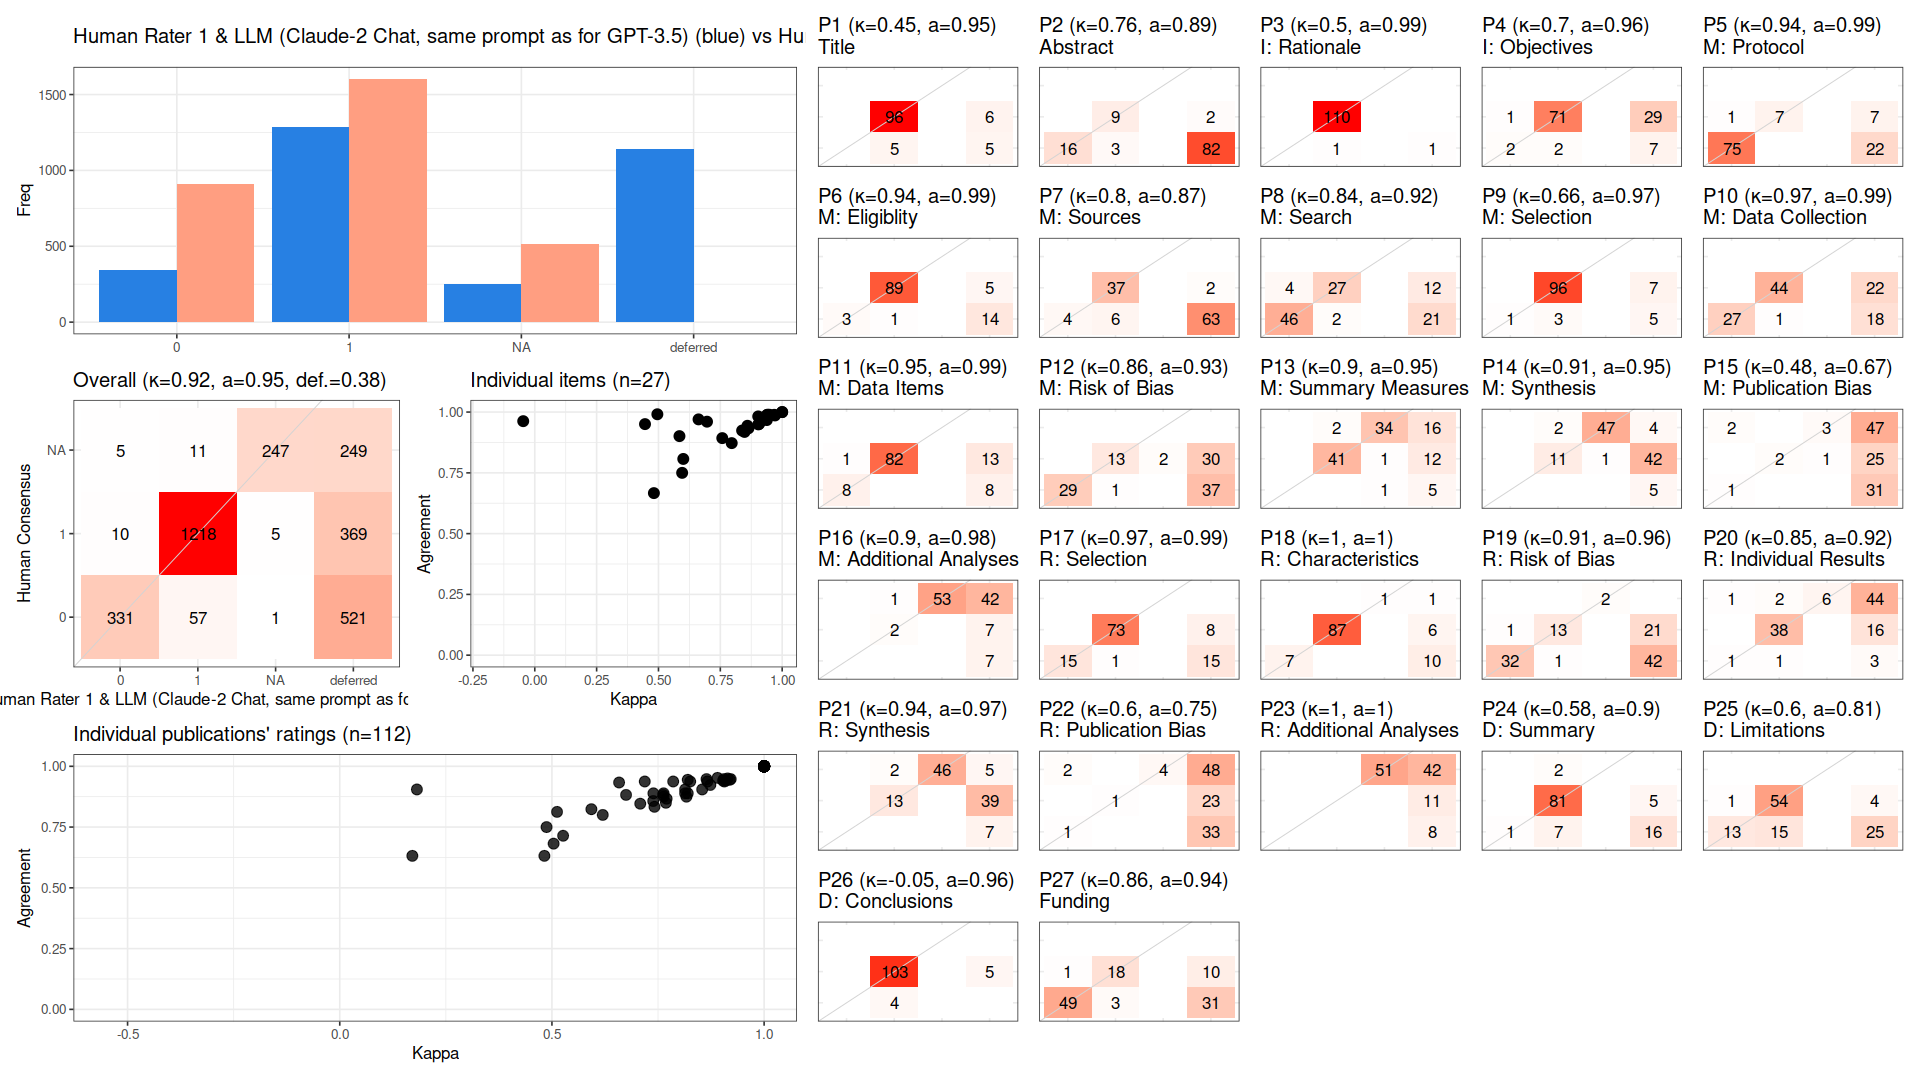 Human Rater 1 & LLM (Claude-2 Chat, same prompt as for GPT-3.5) (blue) vs Hu
Freq
1500
1000
500
0
0 1 NA deferred
Overall (κ=0.92, a=0.95, def.=0.38)
Human Consensus
NA 5 11 247 249
1 10 1218 5 369
0 331 57 1 521
0 1 NA deferred
uman Rater 1 & LLM (Claude-2 Chat, same prompt as fo
Individual items (n=27)
Agreement
1.00
0.75
0.50
0.25
0.00
-0.25 0.00 0.25 0.50 0.75 1.00
Kappa
Individual publications' ratings (n=112)
Agreement
1.00
0.75
0.50
0.25
0.00
-0.5 0.0 0.5 1.0
Kappa
P1 (κ=0.45, a=0.95)
Title
96 6
5 5
P2 (κ=0.76, a=0.89)
Abstract
9 2
16 3 82
P3 (κ=0.5, a=0.99)
I: Rationale
110
1 1
P4 (κ=0.7, a=0.96)
I: Objectives
1 71 29
2 2 7
P5 (κ=0.94, a=0.99)
M: Protocol
1 7 7
75 22
P6 (κ=0.94, a=0.99)
M: Eligiblity
89 5
3 1 14
P7 (κ=0.8, a=0.87)
M: Sources
37 2
4 6 63
P8 (κ=0.84, a=0.92)
M: Search
4 27 12
46 2 21
P9 (κ=0.66, a=0.97)
M: Selection
96 7
1 3 5
P10 (κ=0.97, a=0.99)
M: Data Collection
44 22
27 1 18
P11 (κ=0.95, a=0.99)
M: Data Items
1 82 13
8 8
P12 (κ=0.86, a=0.93)
M: Risk of Bias
13 2 30
29 1 37
P13 (κ=0.9, a=0.95)
M: Summary Measures
2 34 16
41 1 12
1 5
P14 (κ=0.91, a=0.95)
M: Synthesis
2 47 4
11 1 42
5
P15 (κ=0.48, a=0.67)
M: Publication Bias
2 3 47
2 1 25
1 31
P16 (κ=0.9, a=0.98)
M: Additional Analyses
1 53 42
2 7
7
P17 (κ=0.97, a=0.99)
R: Selection
73 8
15 1 15
P18 (κ=1, a=1)
R: Characteristics
1 1
87 6
7 10
P19 (κ=0.91, a=0.96)
R: Risk of Bias
2
1 13 21
32 1 42
P20 (κ=0.85, a=0.92)
R: Individual Results
1 2 6 44
38 16
1 1 3
P21 (κ=0.94, a=0.97)
R: Synthesis
2 46 5
13 39
7
P22 (κ=0.6, a=0.75)
R: Publication Bias
2 4 48
1 23
1 33
P23 (κ=1, a=1)
R: Additional Analyses
51 42
11
8
P24 (κ=0.58, a=0.9)
D: Summary
2
81 5
1 7 16
P25 (κ=0.6, a=0.81)
D: Limitations
1 54 4
13 15 25
P26 (κ=-0.05, a=0.96)
D: Conclusions
103 5
4
P27 (κ=0.86, a=0.94)
Funding
1 18 10
49 3 31